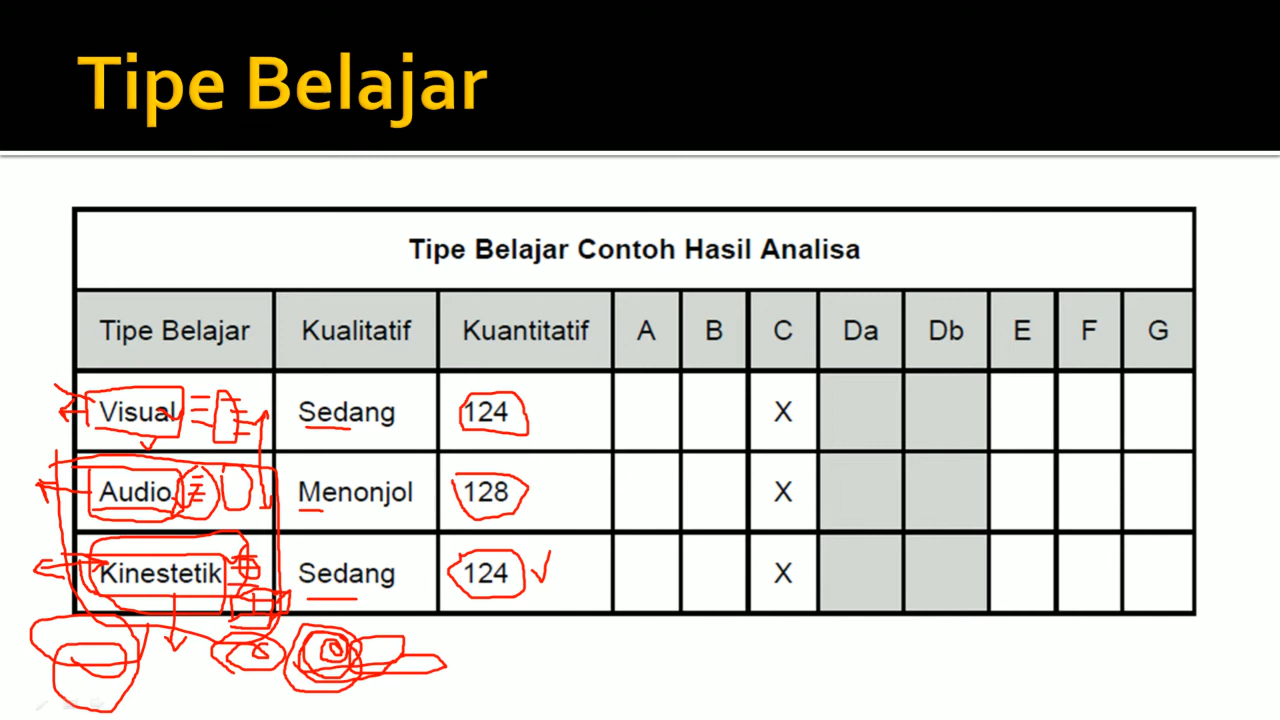 Tipe Belajar
Tipe Belajar Contoh Hasil Analisa
Tipe Belajar Kualitatif Kuantitatif A B C Da Db E F G
Visual Sedang 124 X
Audio Menonjol 128 X
Kinestetik Sedang 124 X